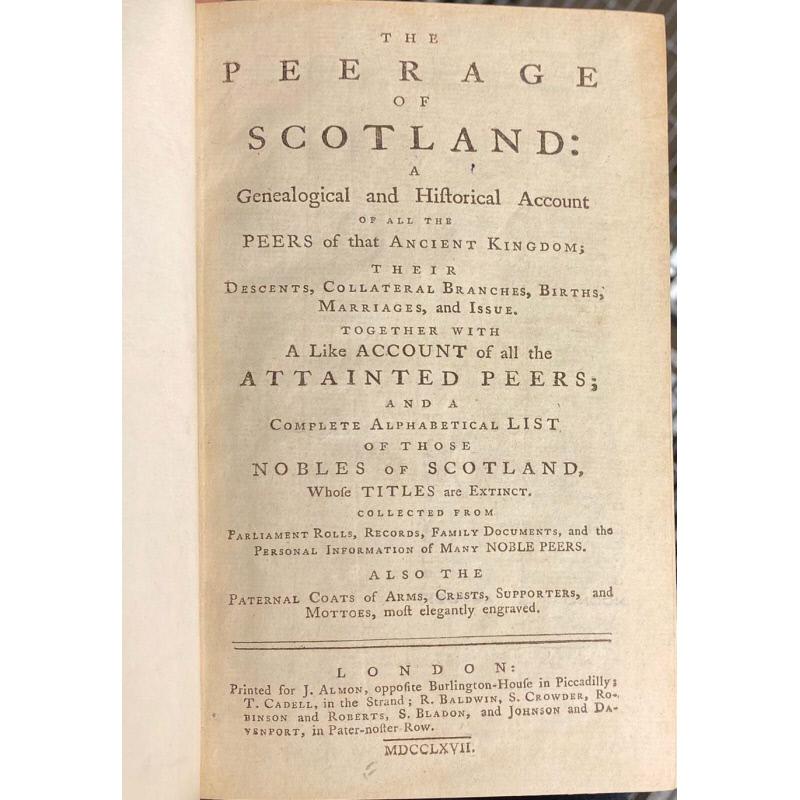 THE
PEERAGE
OF
SCOTLAND:
A
Genealogical and Hiſtorical Account
OF ALL THE
PEERS of that ANCIENT KINGDOM;
THEIR
DESCENTS, COLLATERAL BRANCHES, BIRTHS,
MARRIAGES, and ISSUE.
TOGETHER WITH
A Like ACCOUNT of all the
ATTAINTED PEERS;
AND A
COMPLETE ALPHABETICAL LIST
OF THOSE
NOBLES OF SCOTLAND,
Whoſe TITLES are EXTINCT.
COLLECTED FROM
PARLIAMENT ROLLS, RECORDS, FAMILY DOCUMENTS, and the
PERSONAL INFORMATION of MANY NOBLE PEERS.
ALSO THE
PATERNAL COATS of ARMS, CRESTS, SUPPORTERS, and
MOTTOES, moſt elegantly engraved.
LONDON:
Printed for J. ALMON, oppoſite Burlington-Houſe in Piccadilly;
T. CADELL, in the Strand; R. BALDWIN, S. CROWDER, RO-
BINSON and ROBERTS, S. BLADON, and JOHNSON and DA-
VENPORT, in Pater-noſter Row.
MDCCLXVII.